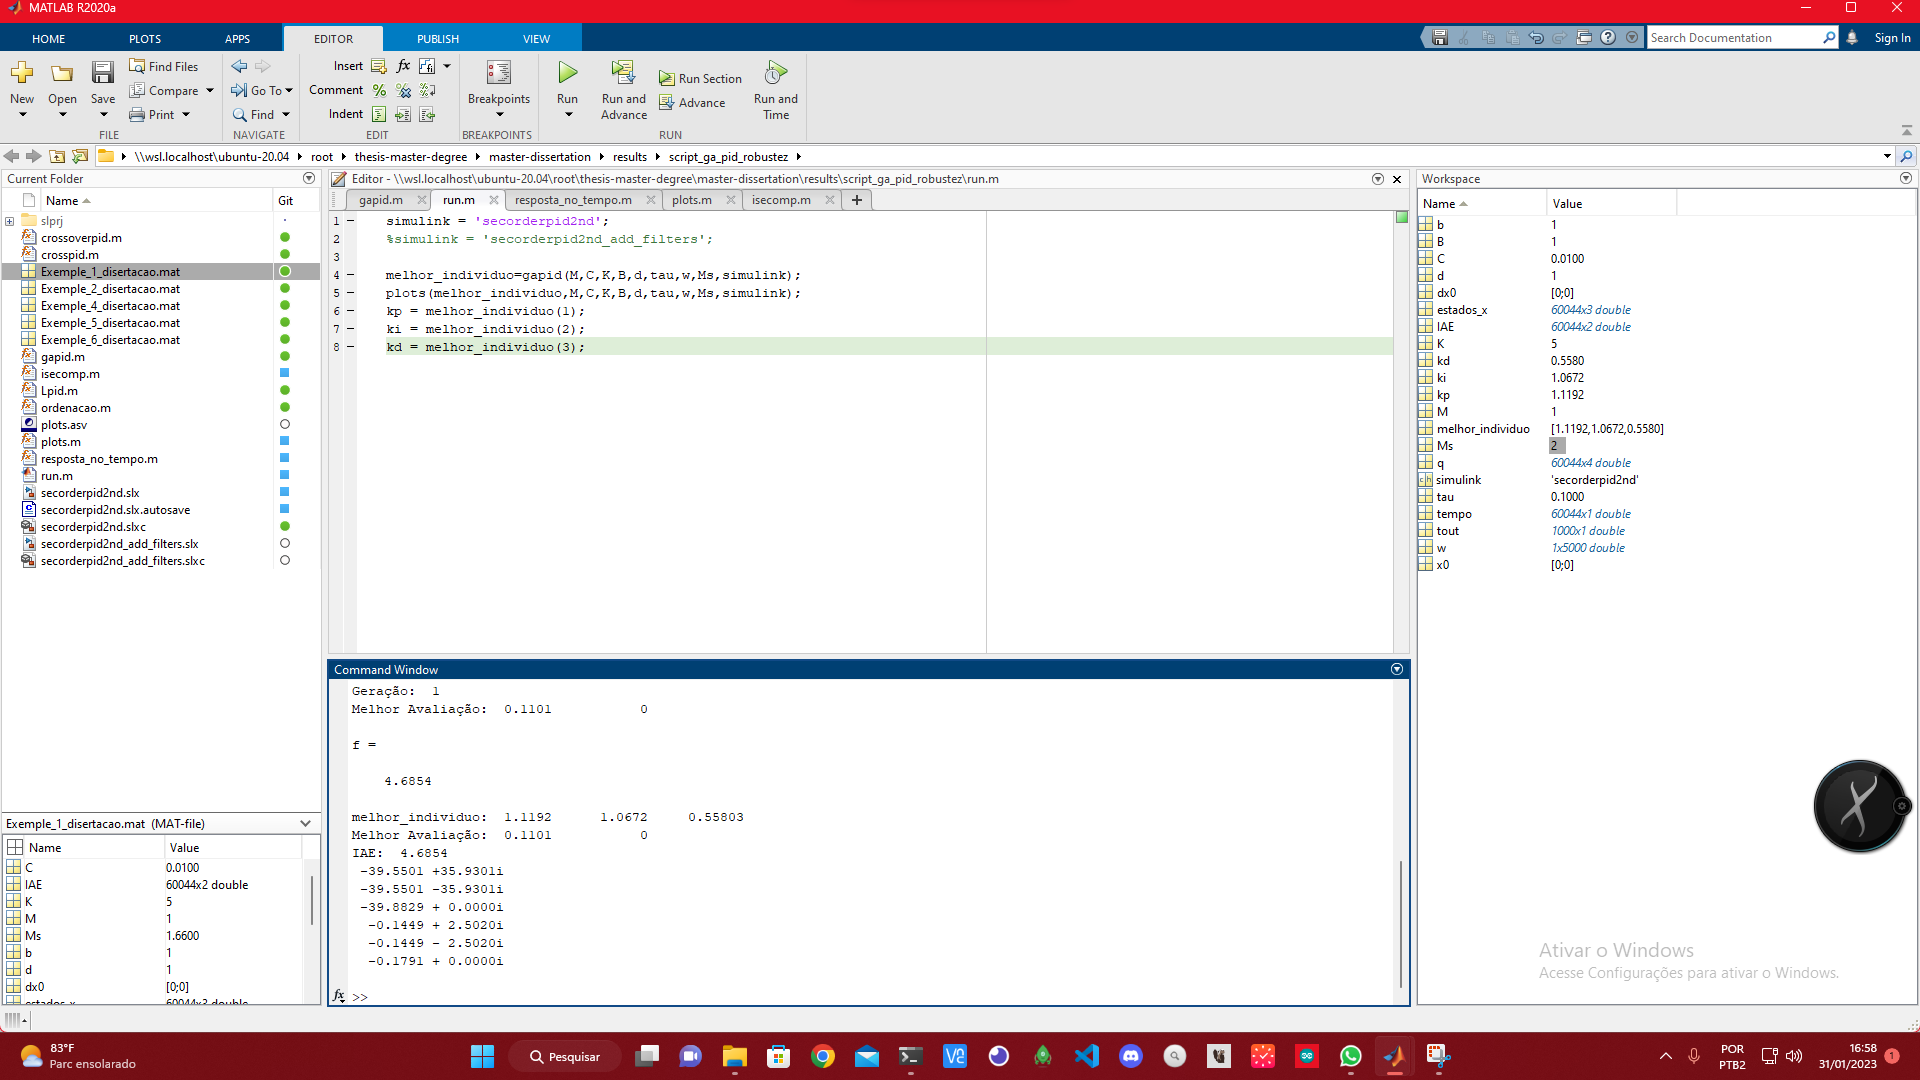 MATLAB R2020a
HOME PLOTS APPS EDITOR PUBLISH VIEW
Search Documentation
Sign In
New
Open
Save
Find Files
Compare
Print
FILE
Go To
Find
NAVIGATE
Insert
Comment
Indent
EDIT
Breakpoints
BREAKPOINTS
Run
Run and Advance
Run Section
Advance
Run and Time
RUN
\\wsl.localhost\ubuntu-20.04 root thesis-master-degree master-dissertation results script_ga_pid_robustez
Current Folder
Name Git
slprj
crossoverpid.m
crosspid.m
Exemple_1_disertacao.mat
Exemple_2_disertacao.mat
Exemple_4_disertacao.mat
Exemple_5_disertacao.mat
Exemple_6_disertacao.mat
gapid.m
isecomp.m
Lpid.m
ordenacao.m
plots.asv
plots.m
resposta_no_tempo.m
run.m
secorderpid2nd.slx
secorderpid2nd.slx.autosave
secorderpid2nd.slxc
secorderpid2nd_add_filters.slx
secorderpid2nd_add_filters.slxc
Exemple_1_disertacao.mat (MAT-file)
Name Value
C 0.0100
IAE 60044x2 double
K 5
M 1
Ms 1.6600
b 1
d 1
dx0 [0;0]
estados_x 60044x3 double
Editor - \\wsl.localhost\ubuntu-20.04\root\thesis-master-degree\master-dissertation\results\script_ga_pid_robustez\run.m
gapid.m run.m resposta_no_tempo.m plots.m isecomp.m
1 simulink = 'secorderpid2nd';
2 %simulink = 'secorderpid2nd_add_filters';
3
4 melhor_individuo=gapid(M,C,K,B,d,tau,w,Ms,simulink);
5 plots(melhor_individuo,M,C,K,B,d,tau,w,Ms,simulink);
6 kp = melhor_individuo(1);
7 ki = melhor_individuo(2);
8 kd = melhor_individuo(3);
Command Window
Geração: 1
Melhor Avaliação: 0.1101 0
f =
4.6854
melhor_individuo: 1.1192 1.0672 0.55803
Melhor Avaliação: 0.1101 0
IAE: 4.6854
-39.5501 +35.9301i
-39.5501 -35.9301i
-39.8829 + 0.0000i
-0.1449 + 2.5020i
-0.1449 - 2.5020i
-0.1791 + 0.0000i
fx >>
Workspace
Name Value
b 1
B 1
C 0.0100
d 1
dx0 [0;0]
estados_x 60044x3 double
IAE 60044x2 double
K 5
kd 0.5580
ki 1.0672
kp 1.1192
M 1
melhor_individuo [1.1192,1.0672,0.5580]
Ms 2
q 60044x4 double
simulink 'secorderpid2nd'
tau 0.1000
tempo 60044x1 double
tout 1000x1 double
w 1x5000 double
x0 [0;0]
Ativar o Windows
Acesse Configurações para ativar o Windows.
83°F
Parc ensolarado
Pesquisar
POR
PTB2
16:58
31/01/2023
1